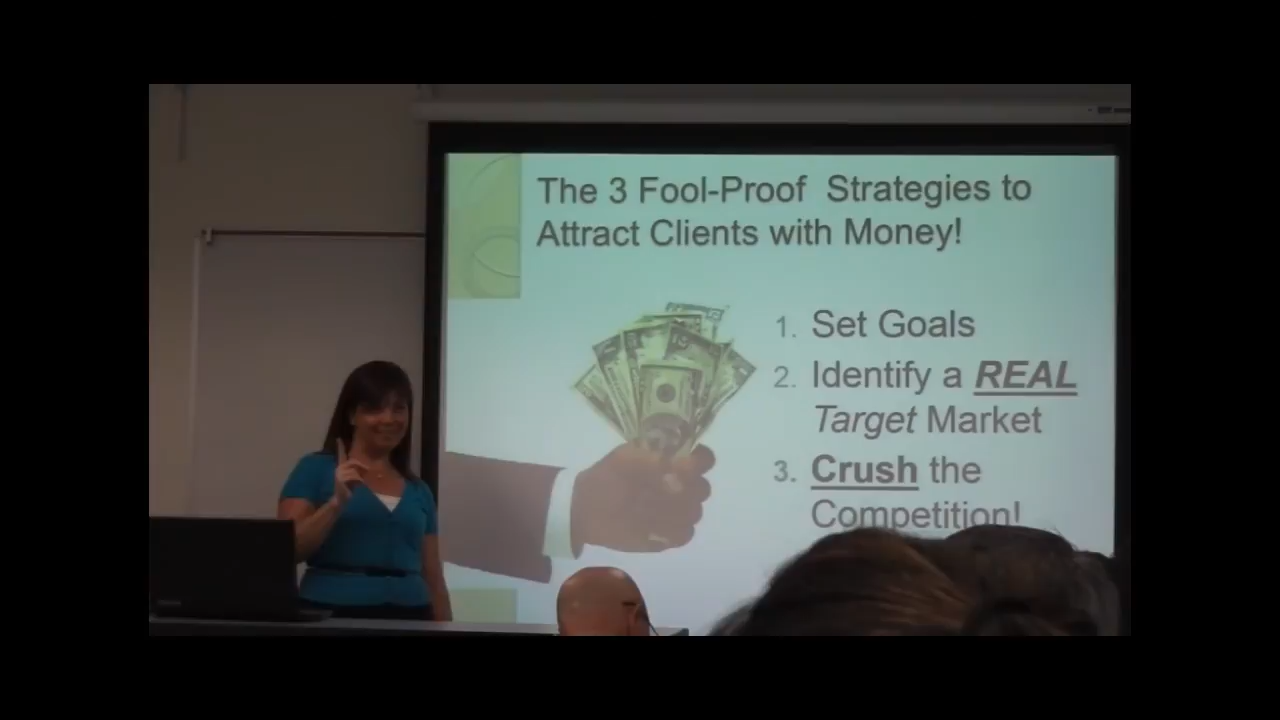 The 3 Fool-Proof Strategies to
Attract Clients with Money!
1. Set Goals
2. Identify a REAL
Target Market
3. Crush the
Competition!